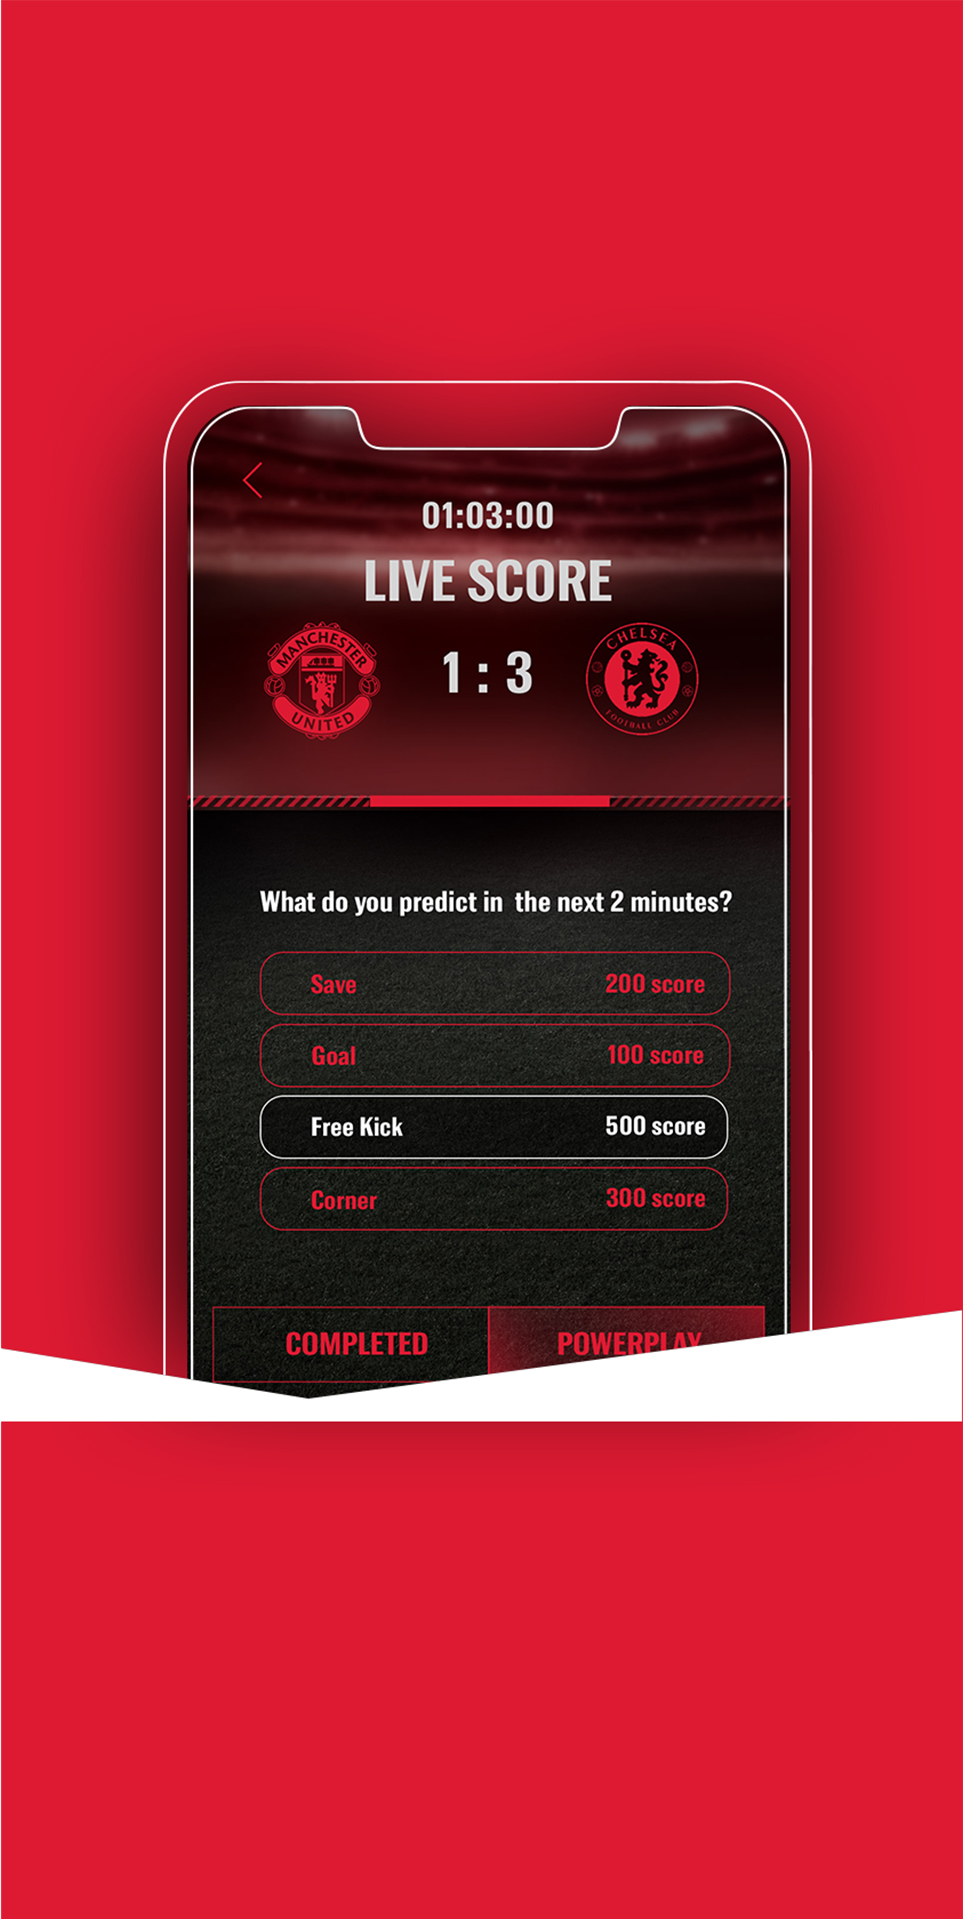 01:03:00
LIVE SCORE
MANCHESTER
UNITED
1 : 3
CHELSEA
FOOTBALL CLUB
What do you predict in  the next 2 minutes?
Save 200 score
Goal 100 score
Free Kick 500 score
Corner 300 score
COMPLETED POWERPLAY